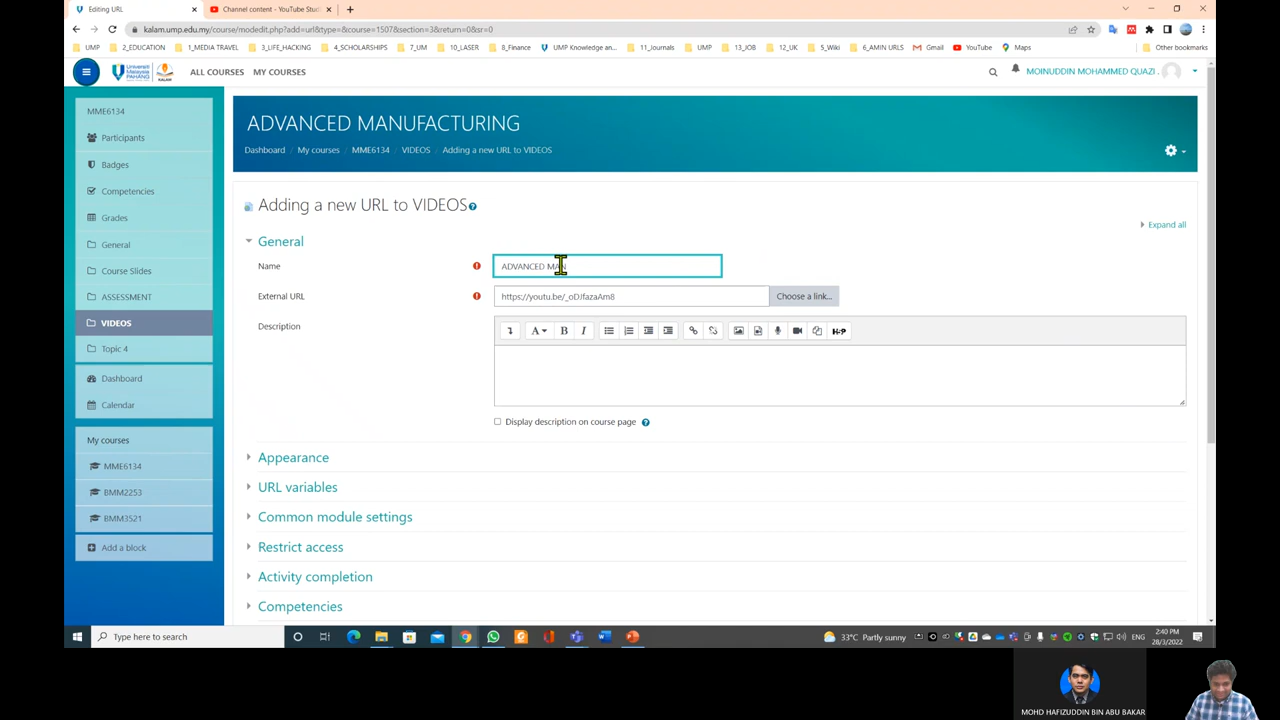 Editing URL
Channel content - YouTube Stud
kalam.ump.edu.my/course/modedit.php?add=url&type=&course=1507&section=3&return=0&sr=0
UMP 2_EDUCATION 1_MEDIA TRAVEL 3_LIFE_HACKING 4_SCHOLARSHIPS 7_UM 10_LASER 8_Finance UMP Knowledge an... 11_Journals UMP 13_JOB 12_UK 5_Wiki 6_AMIN URLS Gmail YouTube Maps Other bookmarks
Universiti Malaysia PAHANG
ALL COURSES MY COURSES
MOINUDDIN MOHAMMED QUAZI .
MME6134
Participants
Badges
Competencies
Grades
General
Course Slides
ASSESSMENT
VIDEOS
Topic 4
Dashboard
Calendar
My courses
MME6134
BMM2253
BMM3521
Add a block
ADVANCED MANUFACTURING
Dashboard / My courses / MME6134 / VIDEOS / Adding a new URL to VIDEOS
Adding a new URL to VIDEOS
Expand all
General
Name
ADVANCED MAN
External URL
https://youtu.be/_oDJfazaAm8
Choose a link...
Description
A B I
H-P
Display description on course page
Appearance
URL variables
Common module settings
Restrict access
Activity completion
Competencies
Type here to search
33°C Partly sunny
ENG
2:40 PM
28/3/2022
MOHD HAFIZUDDIN BIN ABU BAKAR